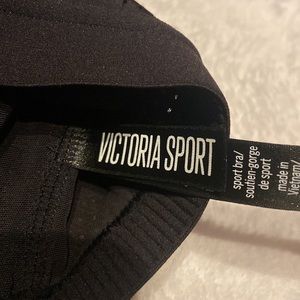 VICTORIA SPORT
sport bra/
soutien-gorge
de sport
made in
Vietnam/